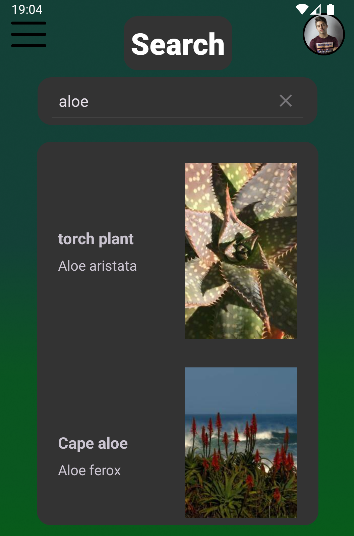 19:04
Search
aloe
torch plant
Aloe aristata
Cape aloe
Aloe ferox